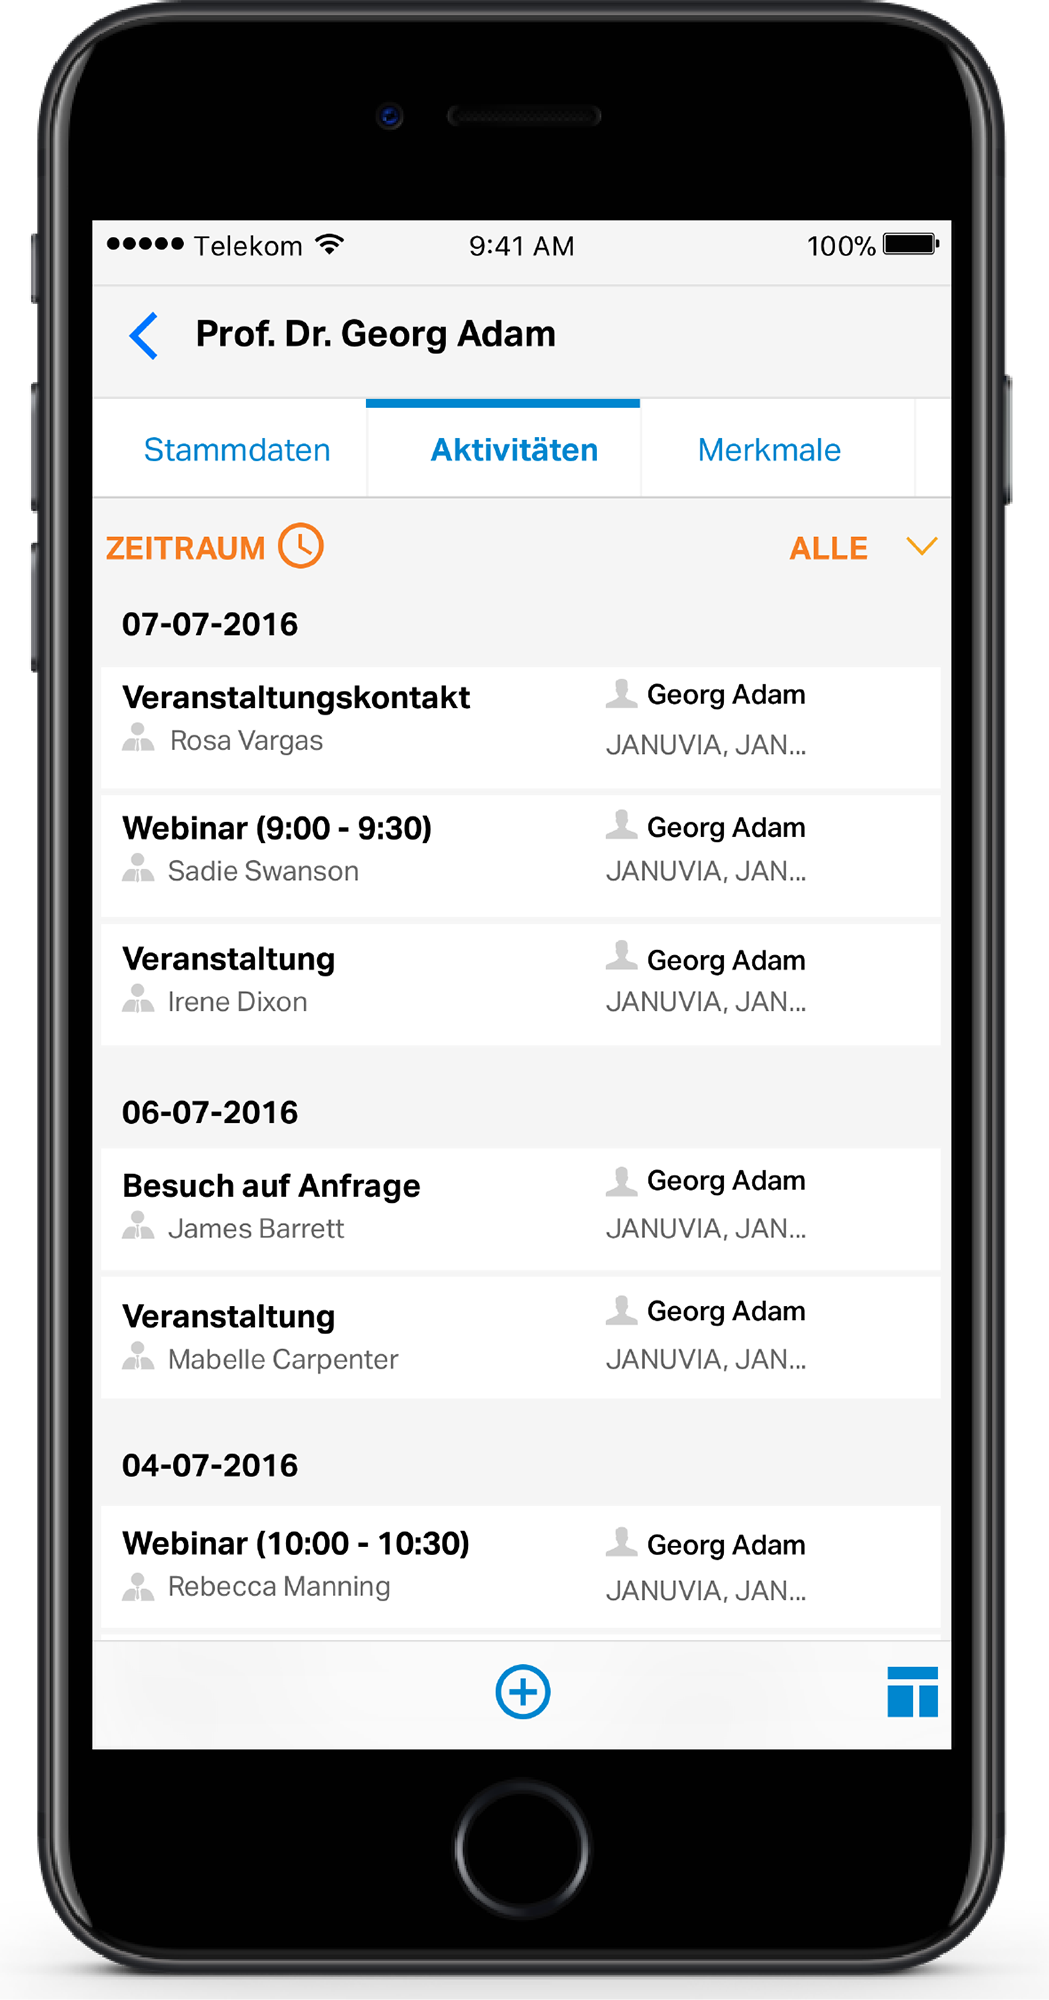 Telekom 9:41 AM 100%
Prof. Dr. Georg Adam
Stammdaten Aktivitäten Merkmale
ZEITRAUM ALLE
07-07-2016
Veranstaltungskontakt Georg Adam
Rosa Vargas JANUVIA, JAN...
Webinar (9:00 - 9:30) Georg Adam
Sadie Swanson JANUVIA, JAN...
Veranstaltung Georg Adam
Irene Dixon JANUVIA, JAN...
06-07-2016
Besuch auf Anfrage Georg Adam
James Barrett JANUVIA, JAN...
Veranstaltung Georg Adam
Mabelle Carpenter JANUVIA, JAN...
04-07-2016
Webinar (10:00 - 10:30) Georg Adam
Rebecca Manning JANUVIA, JAN...